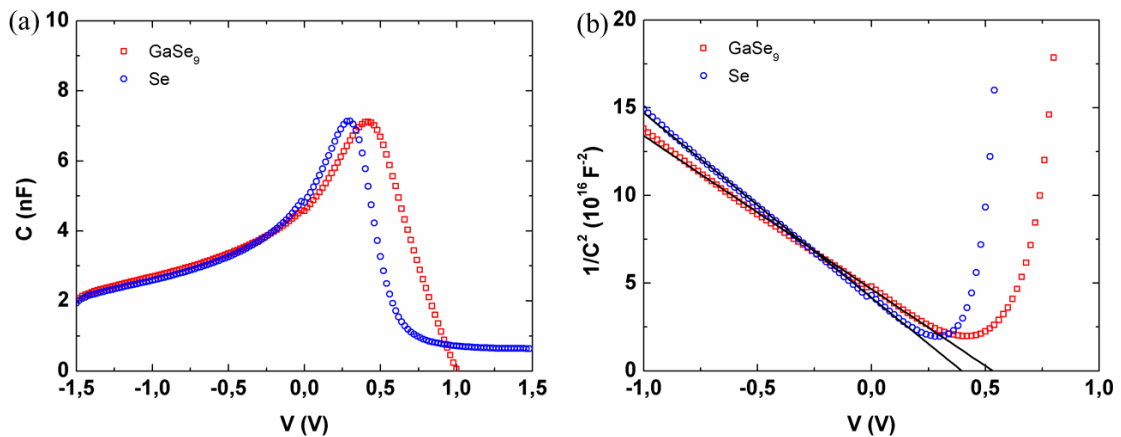 (a)
10
8
6
4
2
0
C (nF)
GaSe₉
Se
-1,5 -1,0 -0,5 0,0 0,5 1,0 1,5
V (V)
(b)
20
15
10
5
0
1/C² (10¹⁶ F⁻²)
GaSe₉
Se
-1,0 -0,5 0,0 0,5 1,0
V (V)